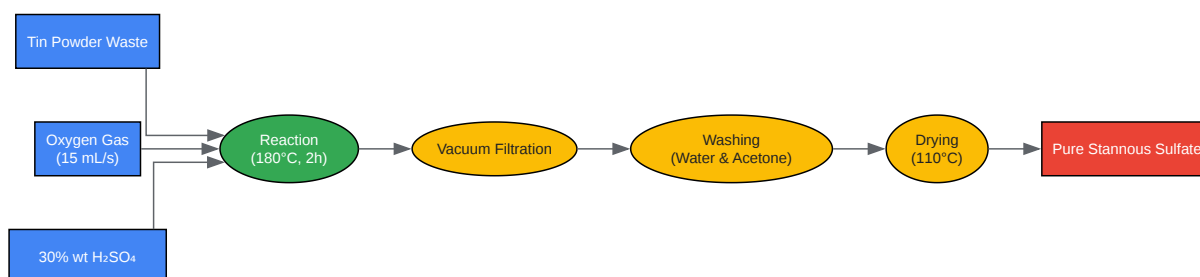 Tin Powder Waste
Oxygen Gas
(15 mL/s)
30% wt H₂SO₄
Reaction
(180°C, 2h)
Vacuum Filtration
Washing
(Water & Acetone)
Drying
(110°C)
Pure Stannous Sulfate